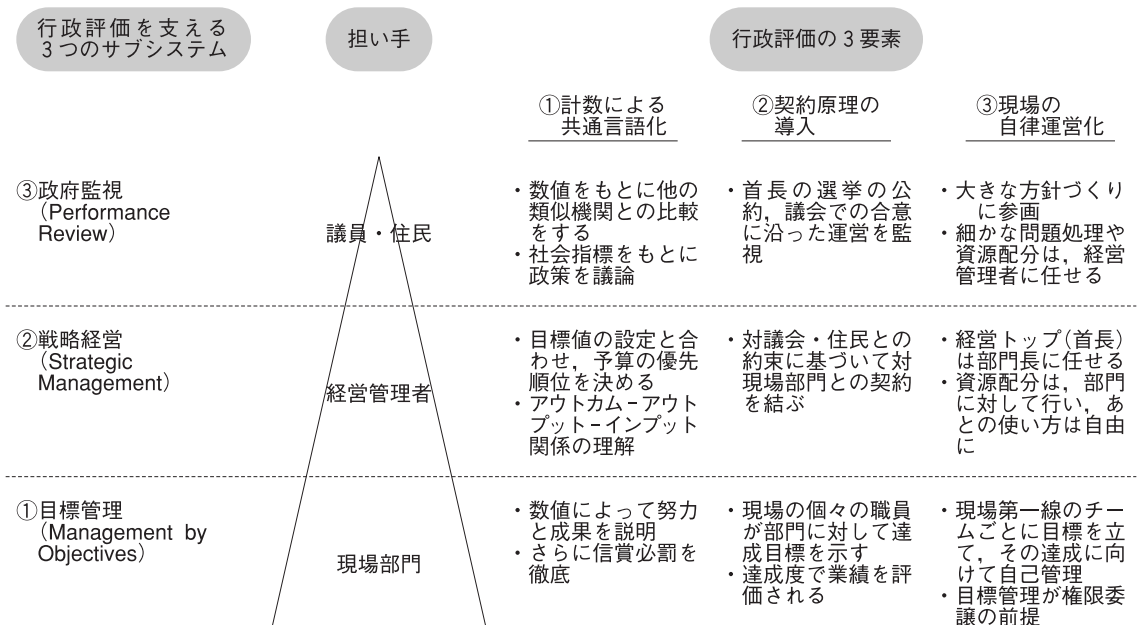 行政評価を支える
3つのサブシステム
担い手
行政評価の3要素
①計数による
共通言語化
②契約原理の
導入
③現場の
自律運営化
③政府監視
(Performance
Review)
議員・住民
・数値をもとに他の
類似機関との比較
をする
・社会指標をもとに
政策を議論
・首長の選挙の公
約,議会での合意
に沿った運営を監
視
・大きな方針づくり
に参画
・細かな問題処理や
資源配分は,経営
管理者に任せる
②戦略経営
(Strategic
Management)
経営管理者
・目標値の設定と合
わせ,予算の優先
順位を決める
・アウトカム−アウト
プット−インプット
関係の理解
・対議会・住民との
約束に基づいて対
現場部門との契約
を結ぶ
・経営トップ(首長)
は部門長に任せる
・資源配分は,部門
に対して行い,あ
との使い方は自由
に
①目標管理
(Management by
Objectives)
現場部門
・数値によって努力
と成果を説明
・さらに信賞必罰を
徹底
・現場の個々の職員
が部門に対して達
成目標を示す
・達成度で業績を評
価される
・現場第一線のチー
ムごとに目標を立
て,その達成に向
けて自己管理
・目標管理が権限委
譲の前提